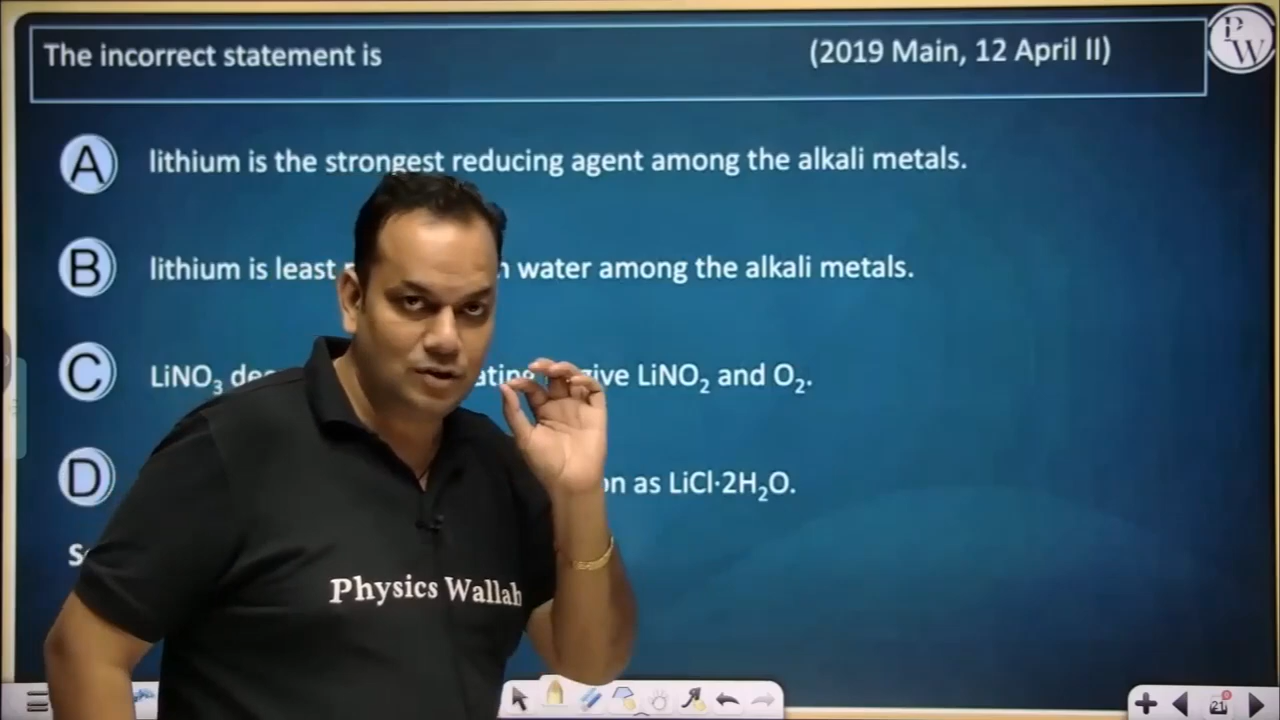 The incorrect statement is (2019 Main, 12 April II)
P
W
A lithium is the strongest reducing agent among the alkali metals.
B lithium is least water among the alkali metals.
C LiNO₃ give LiNO₂ and O₂.
D as LiCl·2H₂O.
Physics Wallah
21